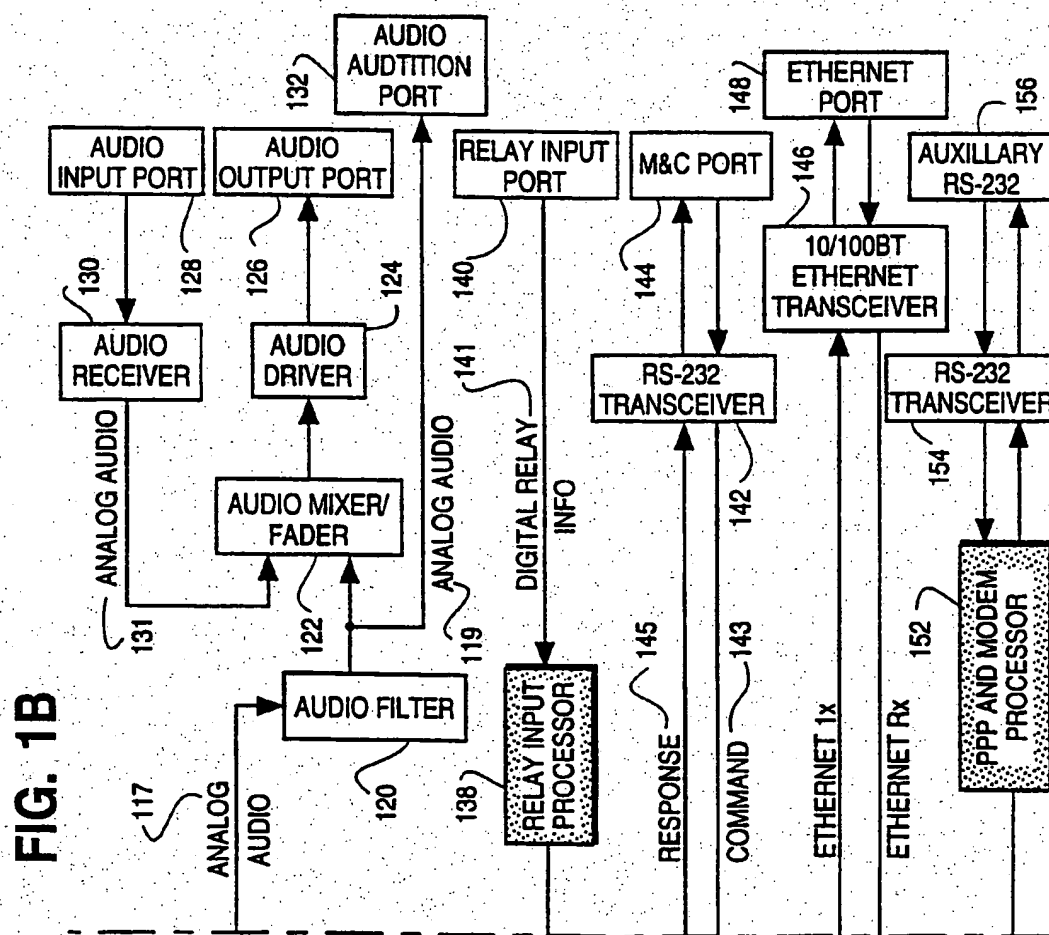 FIG. 1B
AUDIO
AUDTITION
PORT
132
AUDIO
INPUT PORT
128
AUDIO
OUTPUT PORT
126
RELAY INPUT
PORT
140
M&C PORT
144
ETHERNET
PORT
148
AUXILLARY
RS-232
156
130
AUDIO
RECEIVER
AUDIO
DRIVER
124
141
DIGITAL RELAY
INFO
RS-232
TRANSCEIVER
142
10/100BT
ETHERNET
TRANSCEIVER
146
RS-232
TRANSCEIVER
154
ANALOG AUDIO
131
AUDIO MIXER/
FADER
122
ANALOG AUDIO
119
117
ANALOG
AUDIO
AUDIO FILTER
120
RELAY INPUT
PROCESSOR
138
RESPONSE
145
COMMAND
143
ETHERNET 1x
ETHERNET Rx
PPP AND MODEM
PROCESSOR
152